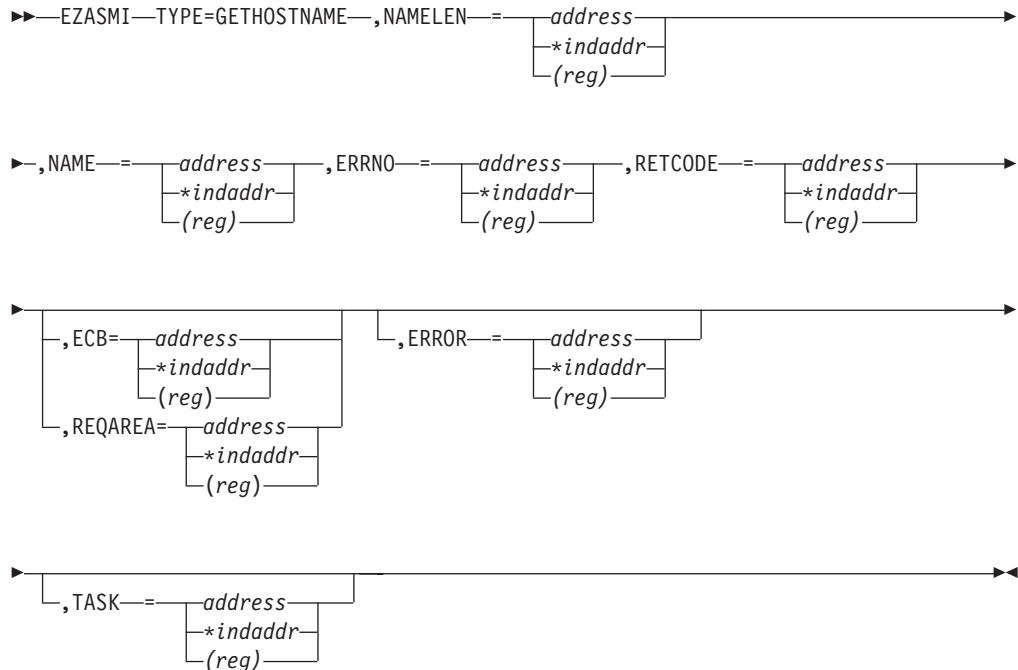 EZASMI TYPE=GETHOSTNAME ,NAMELEN = address
*indaddr
(reg)
,NAME = address ,ERRNO = address ,RETCODE = address
*indaddr *indaddr *indaddr
(reg) (reg) (reg)
,ECB= address ,ERROR = address
*indaddr *indaddr
(reg) (reg)
,REQAREA= address
*indaddr
(reg)
,TASK = address
*indaddr
(reg)